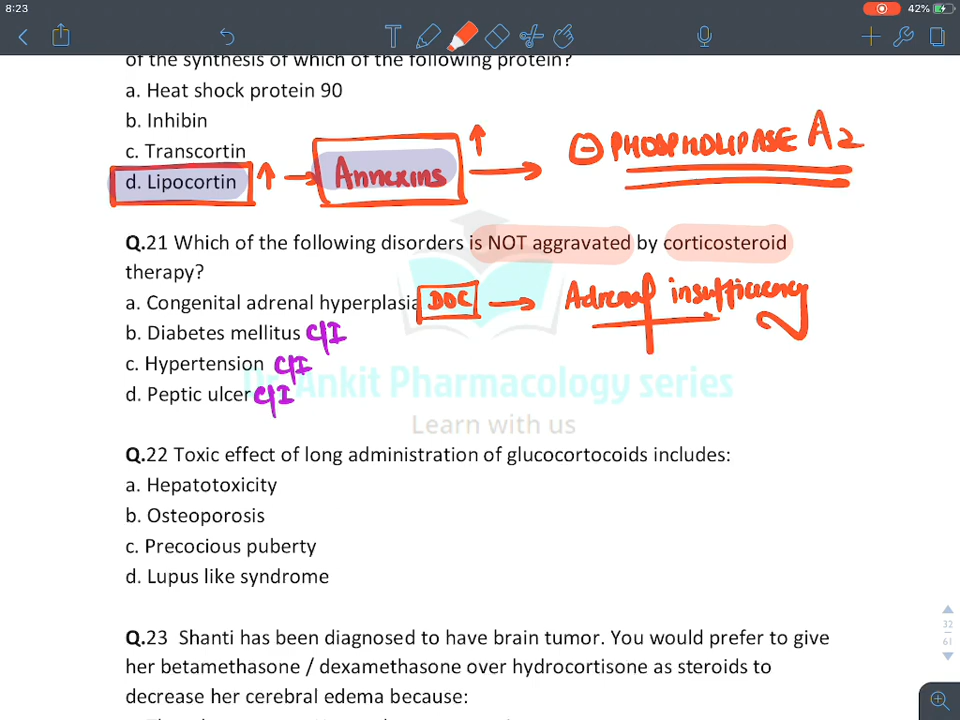 8:23
42%
of the synthesis of which of the following protein?
a. Heat shock protein 90
b. Inhibin
c. Transcortin
d. Lipocortin ↑ → Annexins ↑ → ⊖ PHOSPHOLIPASE A2
Q.21 Which of the following disorders is NOT aggravated by corticosteroid
therapy?
a. Congenital adrenal hyperplasia DOC → Adrenal insufficiency
b. Diabetes mellitus C/I
c. Hypertension C/I
d. Peptic ulcer C/I
Dr Ankit Pharmacology series
Learn with us
Q.22 Toxic effect of long administration of glucocortocoids includes:
a. Hepatotoxicity
b. Osteoporosis
c. Precocious puberty
d. Lupus like syndrome
32
61
Q.23 Shanti has been diagnosed to have brain tumor. You would prefer to give
her betamethasone / dexamethasone over hydrocortisone as steroids to
decrease her cerebral edema because: